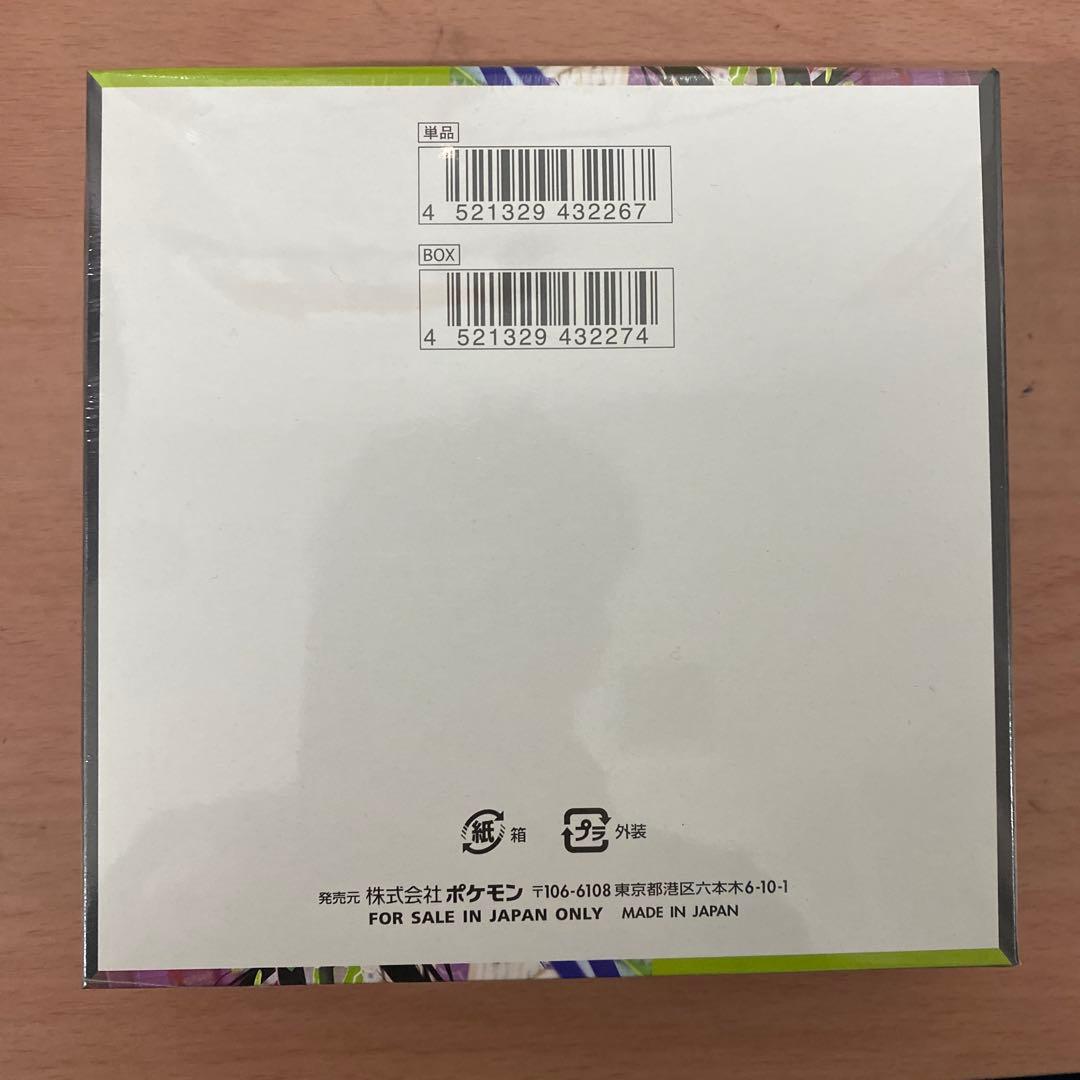 単品
4 521329 432267
BOX
4 521329 432274
紙 箱 プラ 外装
発売元 株式会社 ポケモン 〒106-6108 東京都港区六本木6-10-1
FOR SALE IN JAPAN ONLY MADE IN JAPAN